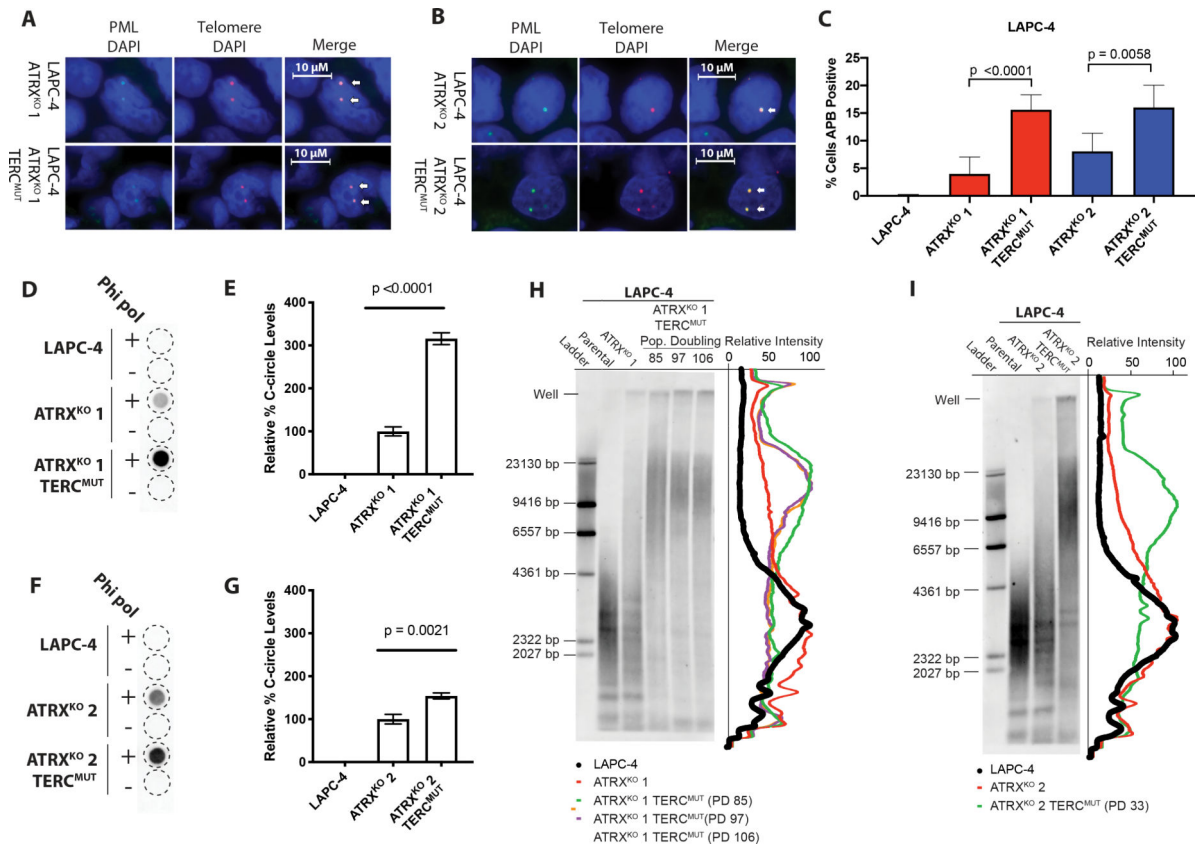 A
PML
DAPI
Telomere
DAPI
Merge
LAPC-4
ATRXKO 1
10 µM
LAPC-4
ATRXKO 1
TERCMUT
10 µM
B
PML
DAPI
Telomere
DAPI
Merge
LAPC-4
ATRXKO 2
10 µM
LAPC-4
ATRXKO 2
TERCMUT
10 µM
C
LAPC-4
p <0.0001
p = 0.0058
% Cells APB Positive
25
20
15
10
5
0
LAPC-4
ATRXKO 1
ATRXKO 1
TERCMUT
ATRXKO 2
ATRXKO 2
TERCMUT
D
Phi pol
LAPC-4
+
-
ATRXKO 1
+
-
ATRXKO 1
TERCMUT
+
-
E
p <0.0001
Relative % C-circle Levels
400
300
200
100
0
LAPC-4
ATRXKO 1
ATRXKO 1
TERCMUT
F
Phi pol
LAPC-4
+
-
ATRXKO 2
+
-
ATRXKO 2
TERCMUT
+
-
G
p = 0.0021
Relative % C-circle Levels
400
300
200
100
0
LAPC-4
ATRXKO 2
ATRXKO 2
TERCMUT
H
LAPC-4
ATRXKO 1
TERCMUT
Pop. Doubling
Ladder
Parental
ATRXKO 1
85 97 106
Relative Intensity
0 50 100
Well
23130 bp
9416 bp
6557 bp
4361 bp
2322 bp
2027 bp
LAPC-4
ATRXKO 1
ATRXKO 1 TERCMUT (PD 85)
ATRXKO 1 TERCMUT(PD 97)
ATRXKO 1 TERCMUT (PD 106)
I
LAPC-4
Ladder
Parental
ATRXKO 2
ATRXKO 2
TERCMUT
Relative Intensity
0 50 100
Well
23130 bp
9416 bp
6557 bp
4361 bp
2322 bp
2027 bp
LAPC-4
ATRXKO 2
ATRXKO 2 TERCMUT (PD 33)